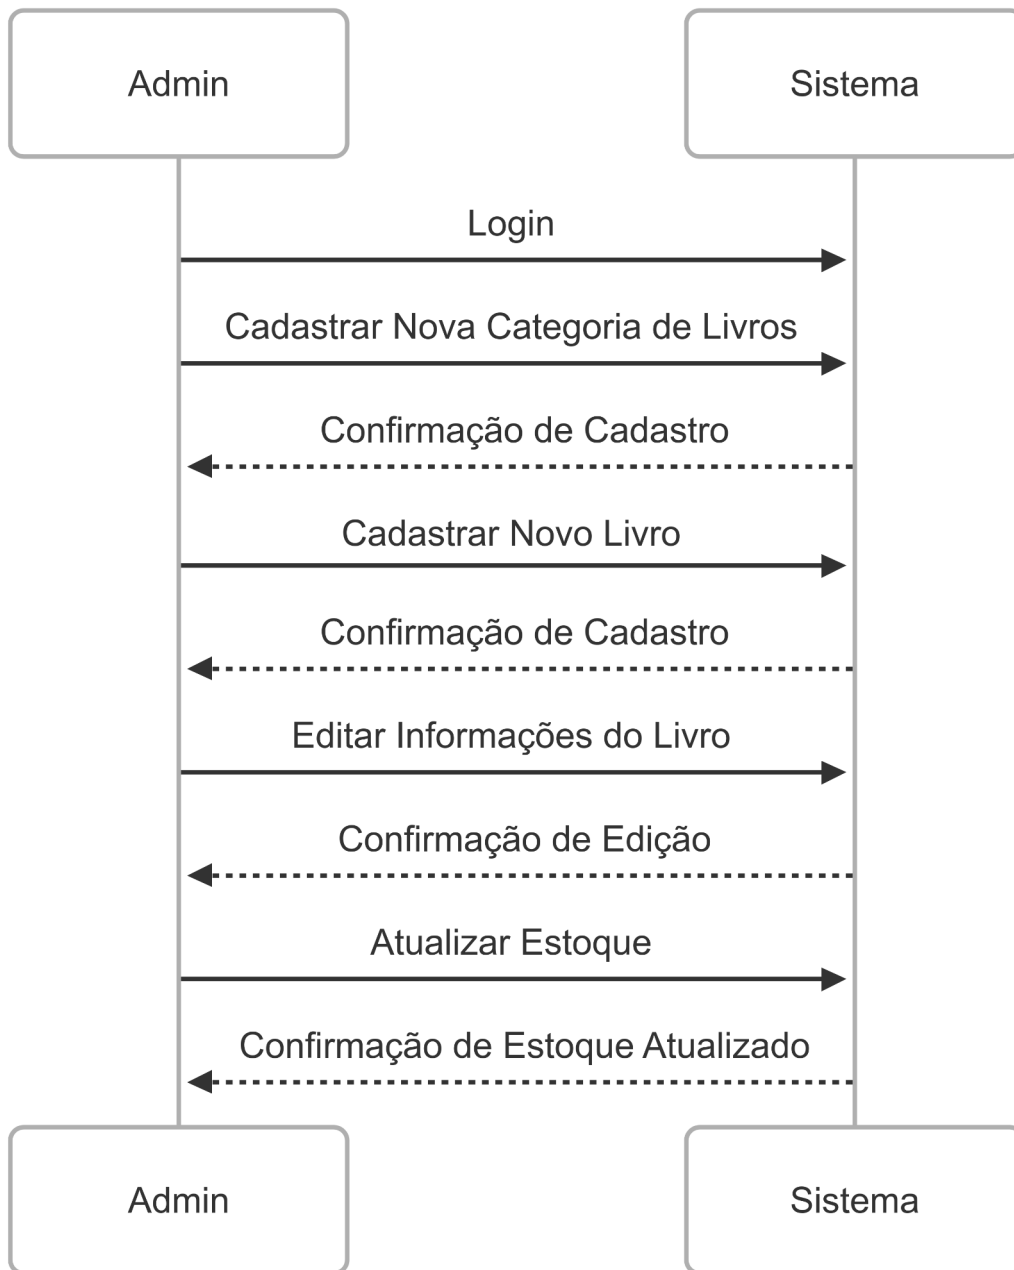 Admin
Sistema
Login
Cadastrar Nova Categoria de Livros
Confirmação de Cadastro
Cadastrar Novo Livro
Confirmação de Cadastro
Editar Informações do Livro
Confirmação de Edição
Atualizar Estoque
Confirmação de Estoque Atualizado
Admin
Sistema